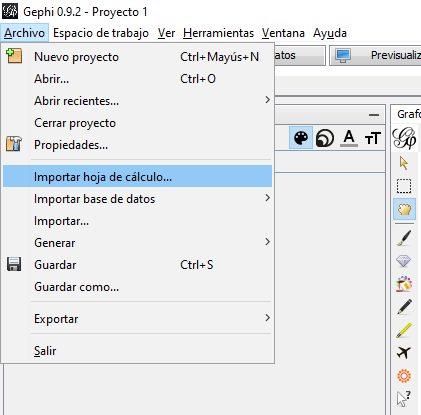 Gephi 0.9.2 - Proyecto 1
Archivo Espacio de trabajo Ver Herramientas Ventana Ayuda
Nuevo proyecto Ctrl+Mayús+N
Abrir... Ctrl+O
Abrir recientes...
Cerrar proyecto
Propiedades...
Importar hoja de cálculo...
Importar base de datos
Importar...
Generar
Guardar Ctrl+S
Guardar como...
Exportar
Salir
atos
Previsualiz
Grafo
A
TT